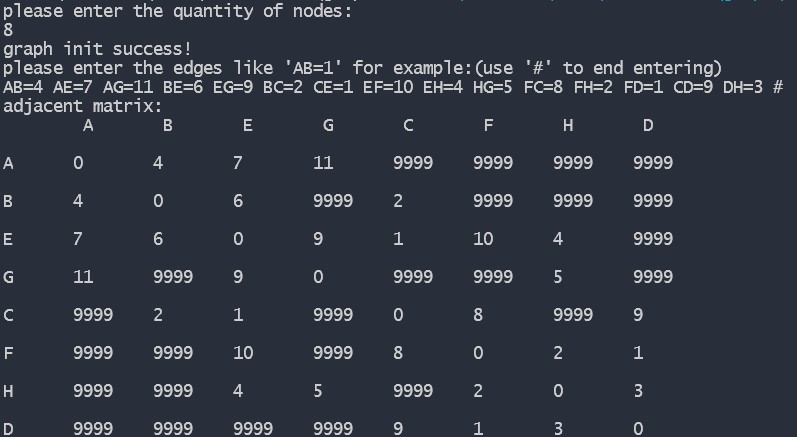 please enter the quantity of nodes:
8
graph init success!
please enter the edges like 'AB=1' for example:(use '#' to end entering)
AB=4 AE=7 AG=11 BE=6 EG=9 BC=2 CE=1 EF=10 EH=4 HG=5 FC=8 FH=2 FD=1 CD=9 DH=3 #
adjacent matrix:
A B E G C F H D
A 0 4 7 11 9999 9999 9999 9999
B 4 0 6 9999 2 9999 9999 9999
E 7 6 0 9 1 10 4 9999
G 11 9999 9 0 9999 9999 5 9999
C 9999 2 1 9999 0 8 9999 9
F 9999 9999 10 9999 8 0 2 1
H 9999 9999 4 5 9999 2 0 3
D 9999 9999 9999 9999 9 1 3 0